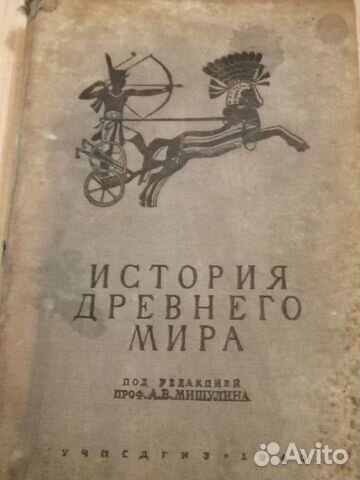 ИСТОРИЯ
ДРЕВНЕГО
МИРА
ПОД РЕДАКЦИЕЙ
ПРОФ. А.В. МИШУЛИНА
УЧПЕДГИЗ
Avito